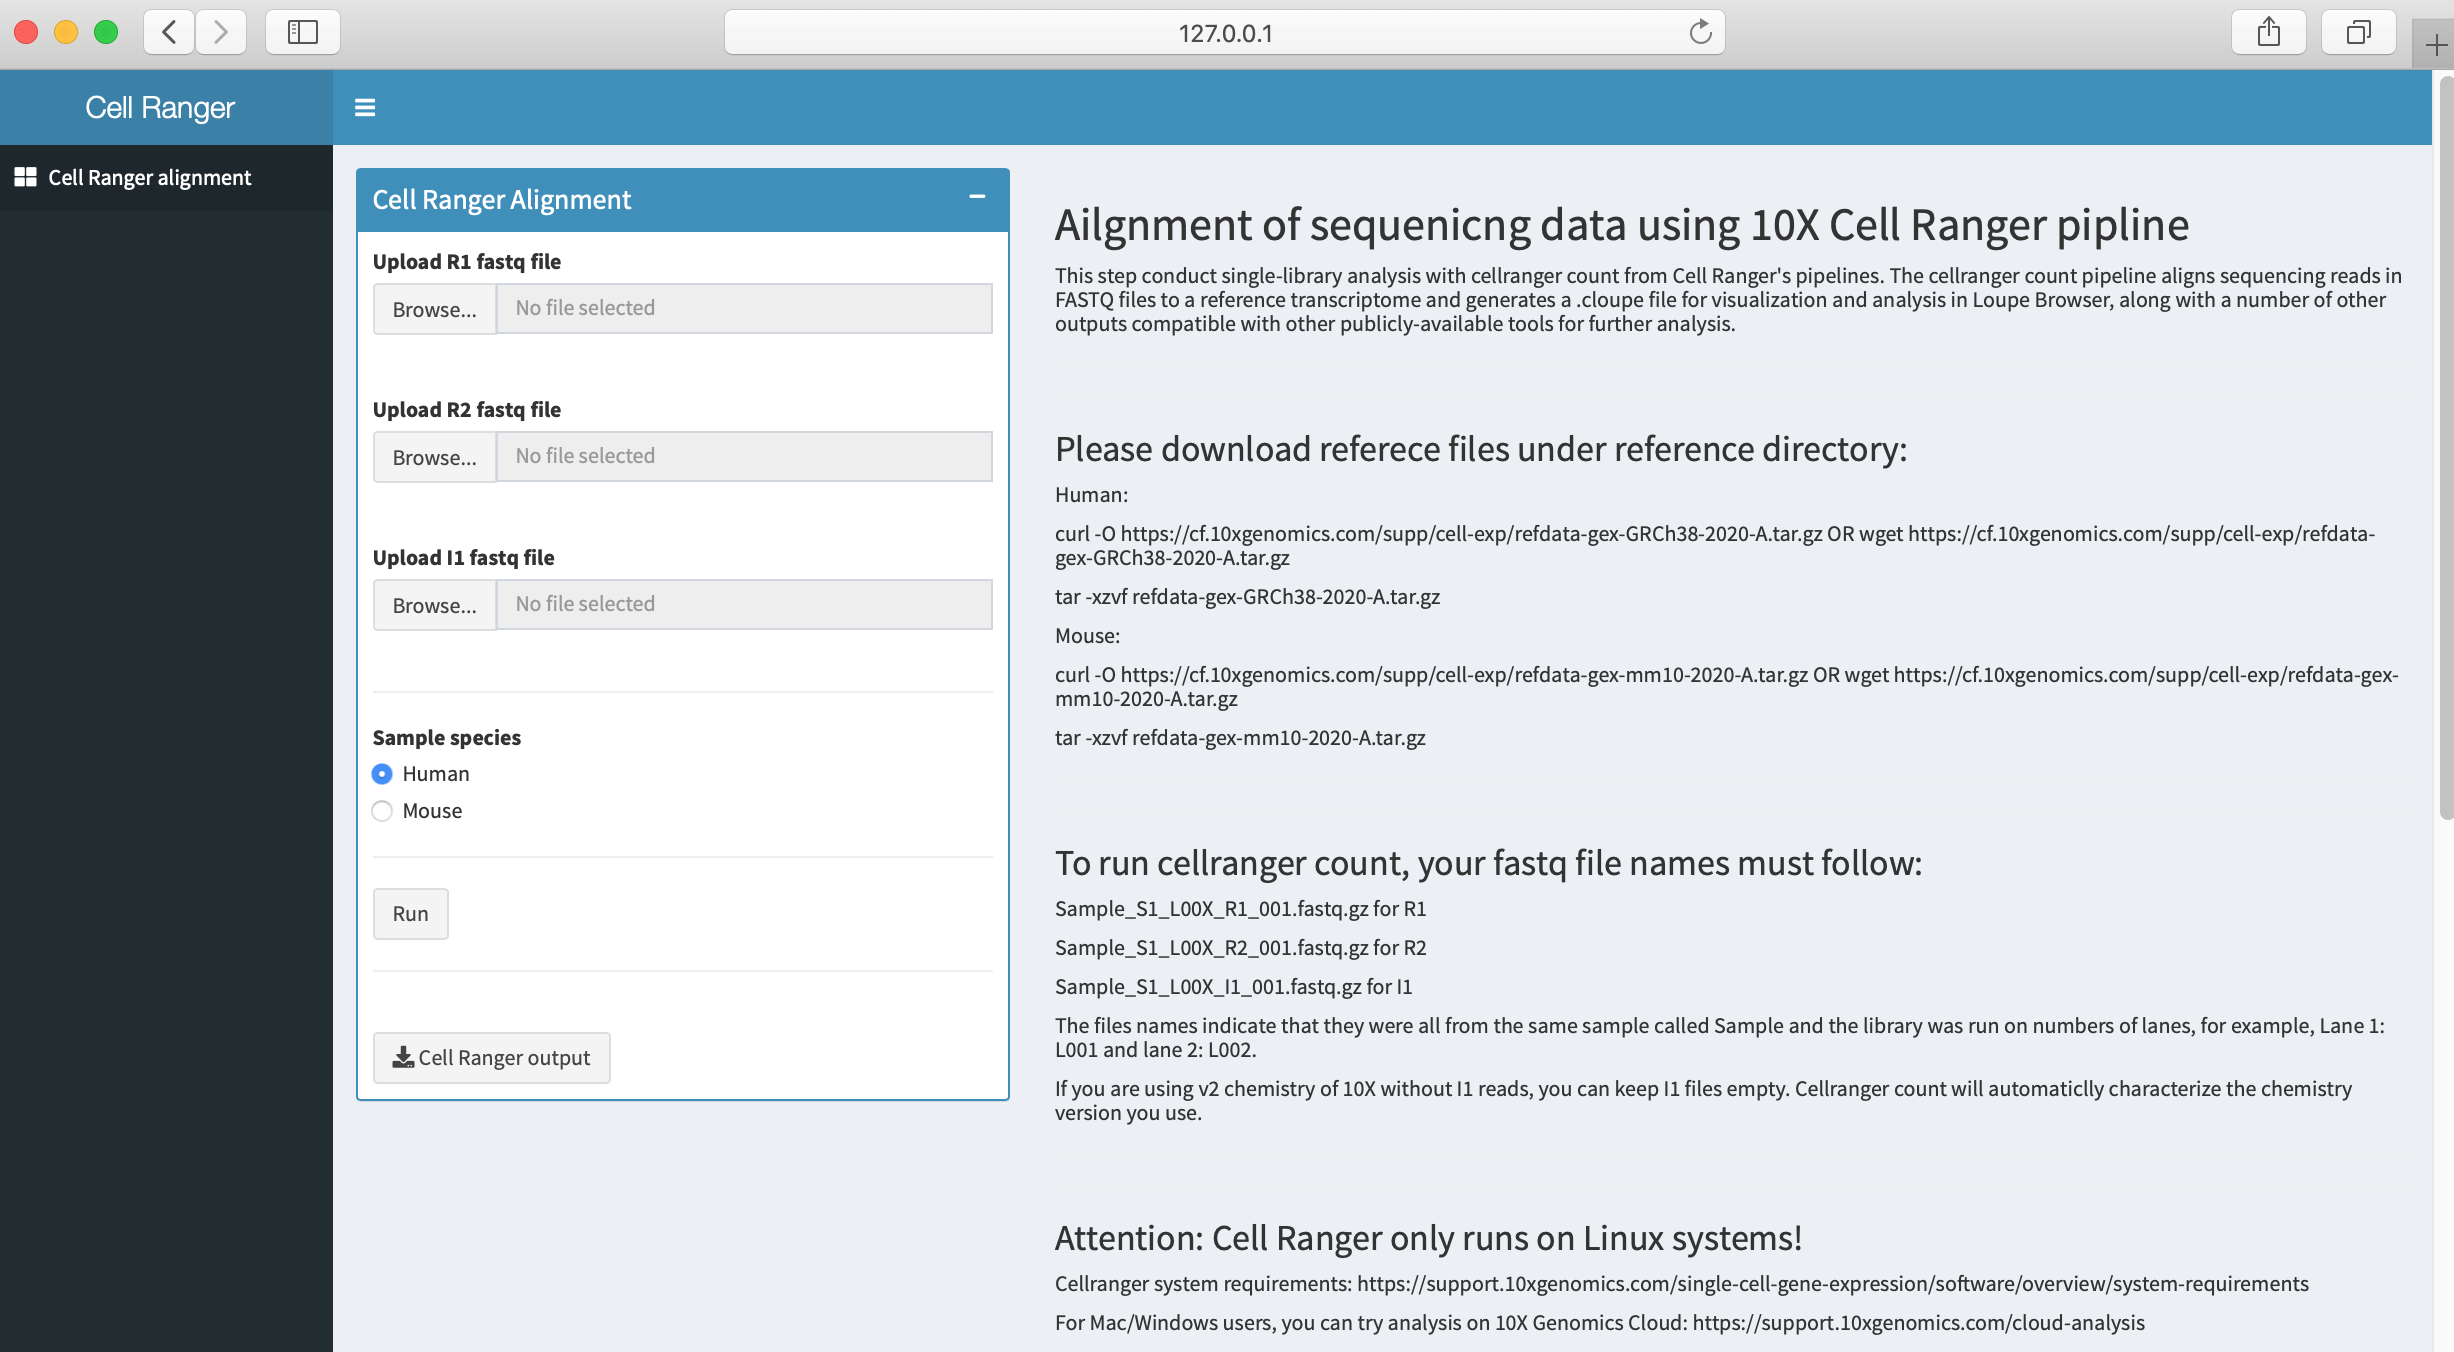 127.0.0.1
Cell Ranger
Cell Ranger alignment
Cell Ranger Alignment
Upload R1 fastq file
Browse... No file selected
Upload R2 fastq file
Browse... No file selected
Upload I1 fastq file
Browse... No file selected
Sample species
Human
Mouse
Run
Cell Ranger output
Ailgnment of sequenicng data using 10X Cell Ranger pipline
This step conduct single-library analysis with cellranger count from Cell Ranger's pipelines. The cellranger count pipeline aligns sequencing reads in
FASTQ files to a reference transcriptome and generates a .cloupe file for visualization and analysis in Loupe Browser, along with a number of other
outputs compatible with other publicly-available tools for further analysis.
Please download referece files under reference directory:
Human:
curl -O https://cf.10xgenomics.com/supp/cell-exp/refdata-gex-GRCh38-2020-A.tar.gz OR wget https://cf.10xgenomics.com/supp/cell-exp/refdata-
gex-GRCh38-2020-A.tar.gz
tar -xzvf refdata-gex-GRCh38-2020-A.tar.gz
Mouse:
curl -O https://cf.10xgenomics.com/supp/cell-exp/refdata-gex-mm10-2020-A.tar.gz OR wget https://cf.10xgenomics.com/supp/cell-exp/refdata-gex-
mm10-2020-A.tar.gz
tar -xzvf refdata-gex-mm10-2020-A.tar.gz
To run cellranger count, your fastq file names must follow:
Sample_S1_L00X_R1_001.fastq.gz for R1
Sample_S1_L00X_R2_001.fastq.gz for R2
Sample_S1_L00X_I1_001.fastq.gz for I1
The files names indicate that they were all from the same sample called Sample and the library was run on numbers of lanes, for example, Lane 1:
L001 and lane 2: L002.
If you are using v2 chemistry of 10X without I1 reads, you can keep I1 files empty. Cellranger count will automaticlly characterize the chemistry
version you use.
Attention: Cell Ranger only runs on Linux systems!
Cellranger system requirements: https://support.10xgenomics.com/single-cell-gene-expression/software/overview/system-requirements
For Mac/Windows users, you can try analysis on 10X Genomics Cloud: https://support.10xgenomics.com/cloud-analysis